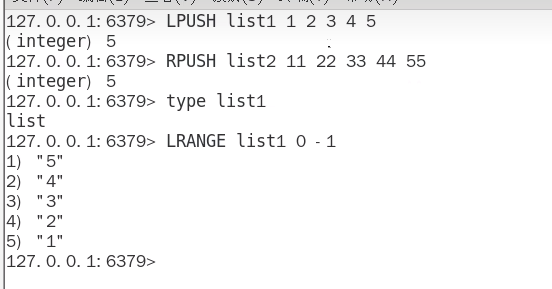 127.0.0.1:6379> LPUSH list1 1 2 3 4 5
(integer) 5
127.0.0.1:6379> RPUSH list2 11 22 33 44 55
(integer) 5
127.0.0.1:6379> type list1
list
127.0.0.1:6379> LRANGE list1 0 -1
1) "5"
2) "4"
3) "3"
4) "2"
5) "1"
127.0.0.1:6379>